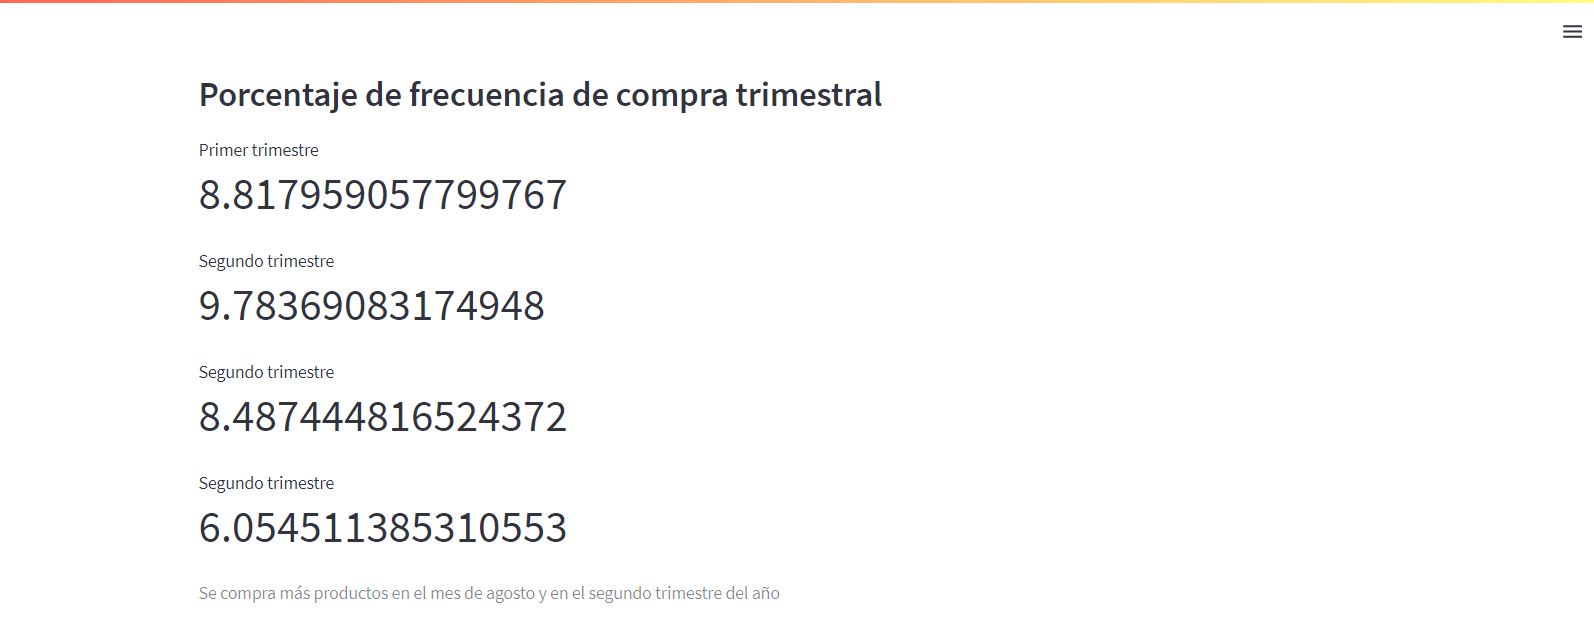 Porcentaje de frecuencia de compra trimestral
Primer trimestre
8.817959057799767
Segundo trimestre
9.78369083174948
Segundo trimestre
8.487444816524372
Segundo trimestre
6.054511385310553
Se compra más productos en el mes de agosto y en el segundo trimestre del año